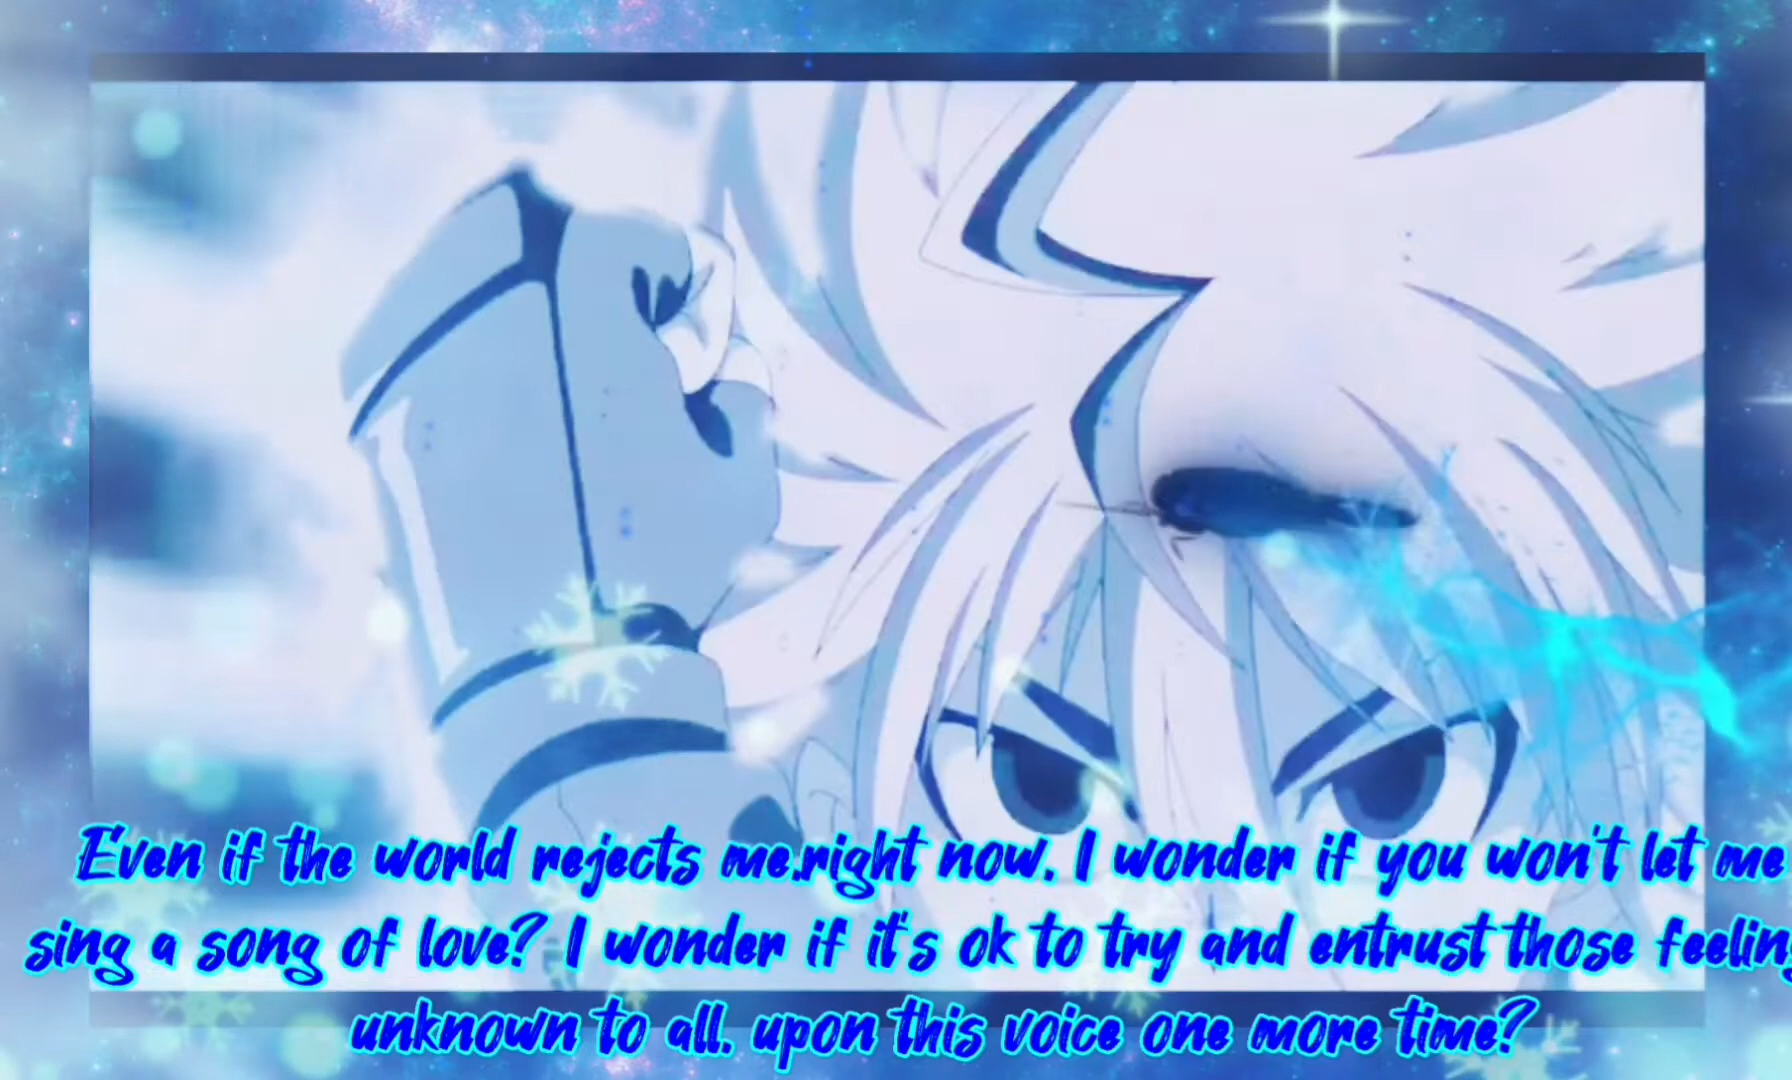 Even if the world rejects me.right now. I wonder if you won't let me
sing a song of love? I wonder if it's ok to try and entrust those feeling
unknown to all. upon this voice one more time?